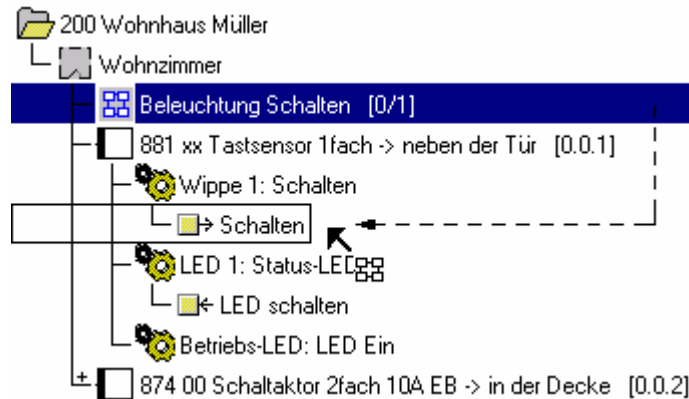 200 Wohnhaus Müller
Wohnzimmer
Beleuchtung Schalten [0/1]
881 xx Tastsensor 1fach -> neben der Tür [0.0.1]
Wippe 1: Schalten
Schalten
LED 1: Status-LED
LED schalten
Betriebs-LED: LED Ein
874 00 Schaltaktor 2fach 10A EB -> in der Decke [0.0.2]